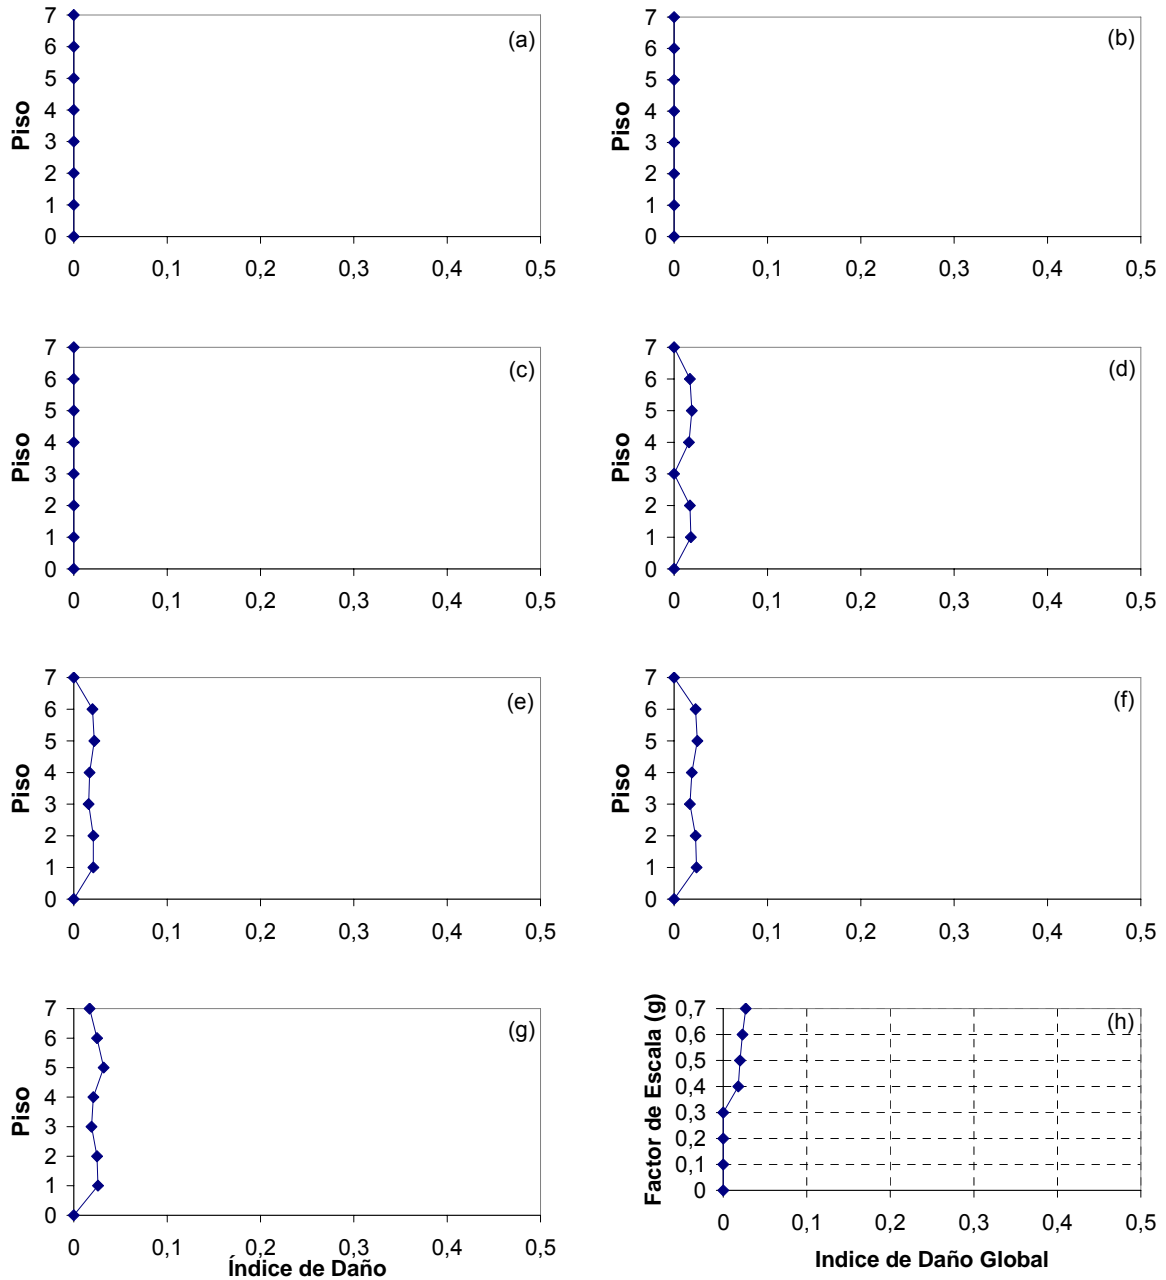 7
6
5
4
3
2
1
0
Piso
(a)
0 0,1 0,2 0,3 0,4 0,5
7
6
5
4
3
2
1
0
Piso
(b)
0 0,1 0,2 0,3 0,4 0,5
7
6
5
4
3
2
1
0
Piso
(c)
0 0,1 0,2 0,3 0,4 0,5
7
6
5
4
3
2
1
0
Piso
(d)
0 0,1 0,2 0,3 0,4 0,5
7
6
5
4
3
2
1
0
Piso
(e)
0 0,1 0,2 0,3 0,4 0,5
7
6
5
4
3
2
1
0
Piso
(f)
0 0,1 0,2 0,3 0,4 0,5
7
6
5
4
3
2
1
0
Piso
(g)
0 0,1 0,2 0,3 0,4 0,5
Índice de Daño
0,7
0,6
0,5
0,4
0,3
0,2
0,1
0
Factor de Escala (g)
(h)
0 0,1 0,2 0,3 0,4 0,5
Indice de Daño Global